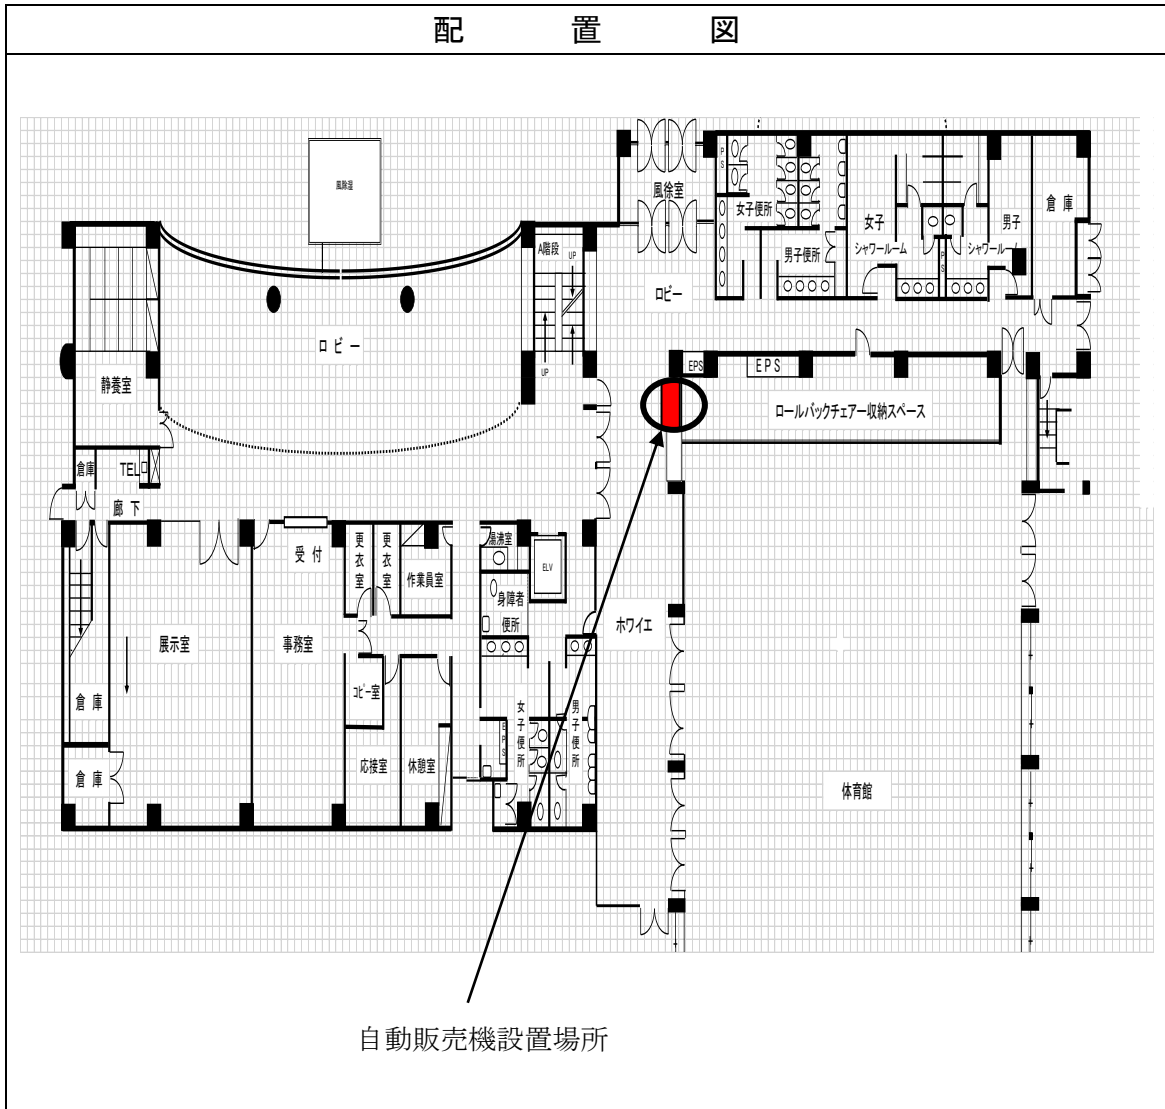 配置図
風除湿
風徐室
PS
女子便所
男子便所
女子
シャワールーム
PS
男子
シャワールーム
倉庫
A階段
UP
UP
ロビー
ロビー
静養室
EPS
EPS
ロールバックチェアー収納スペース
倉庫
TEL
廊下
受付
更衣室
更衣室
作業員室
湯沸室
ELV
身障者
便所
ホワイエ
展示室
事務室
コピー室
倉庫
女子便所
男子便所
EPS
倉庫
応接室
休憩室
体育館
自動販売機設置場所